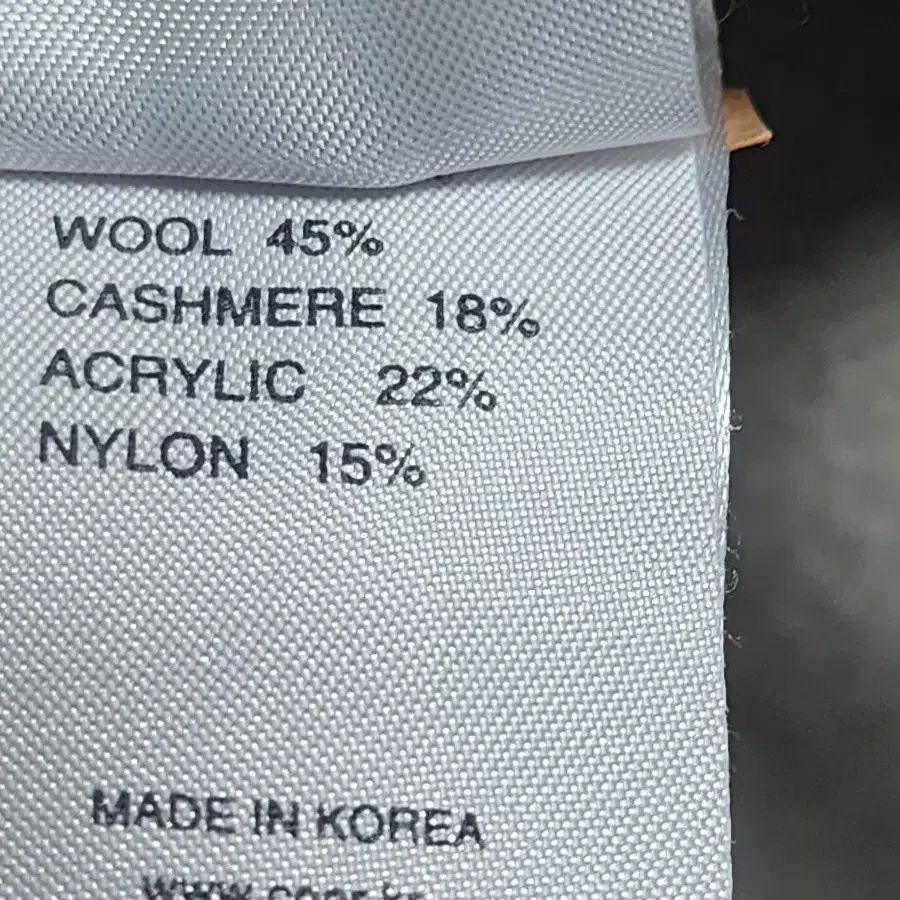 WOOL 45%
CASHMERE 18%
ACRYLIC 22%
NYLON 15%
MADE IN KOREA